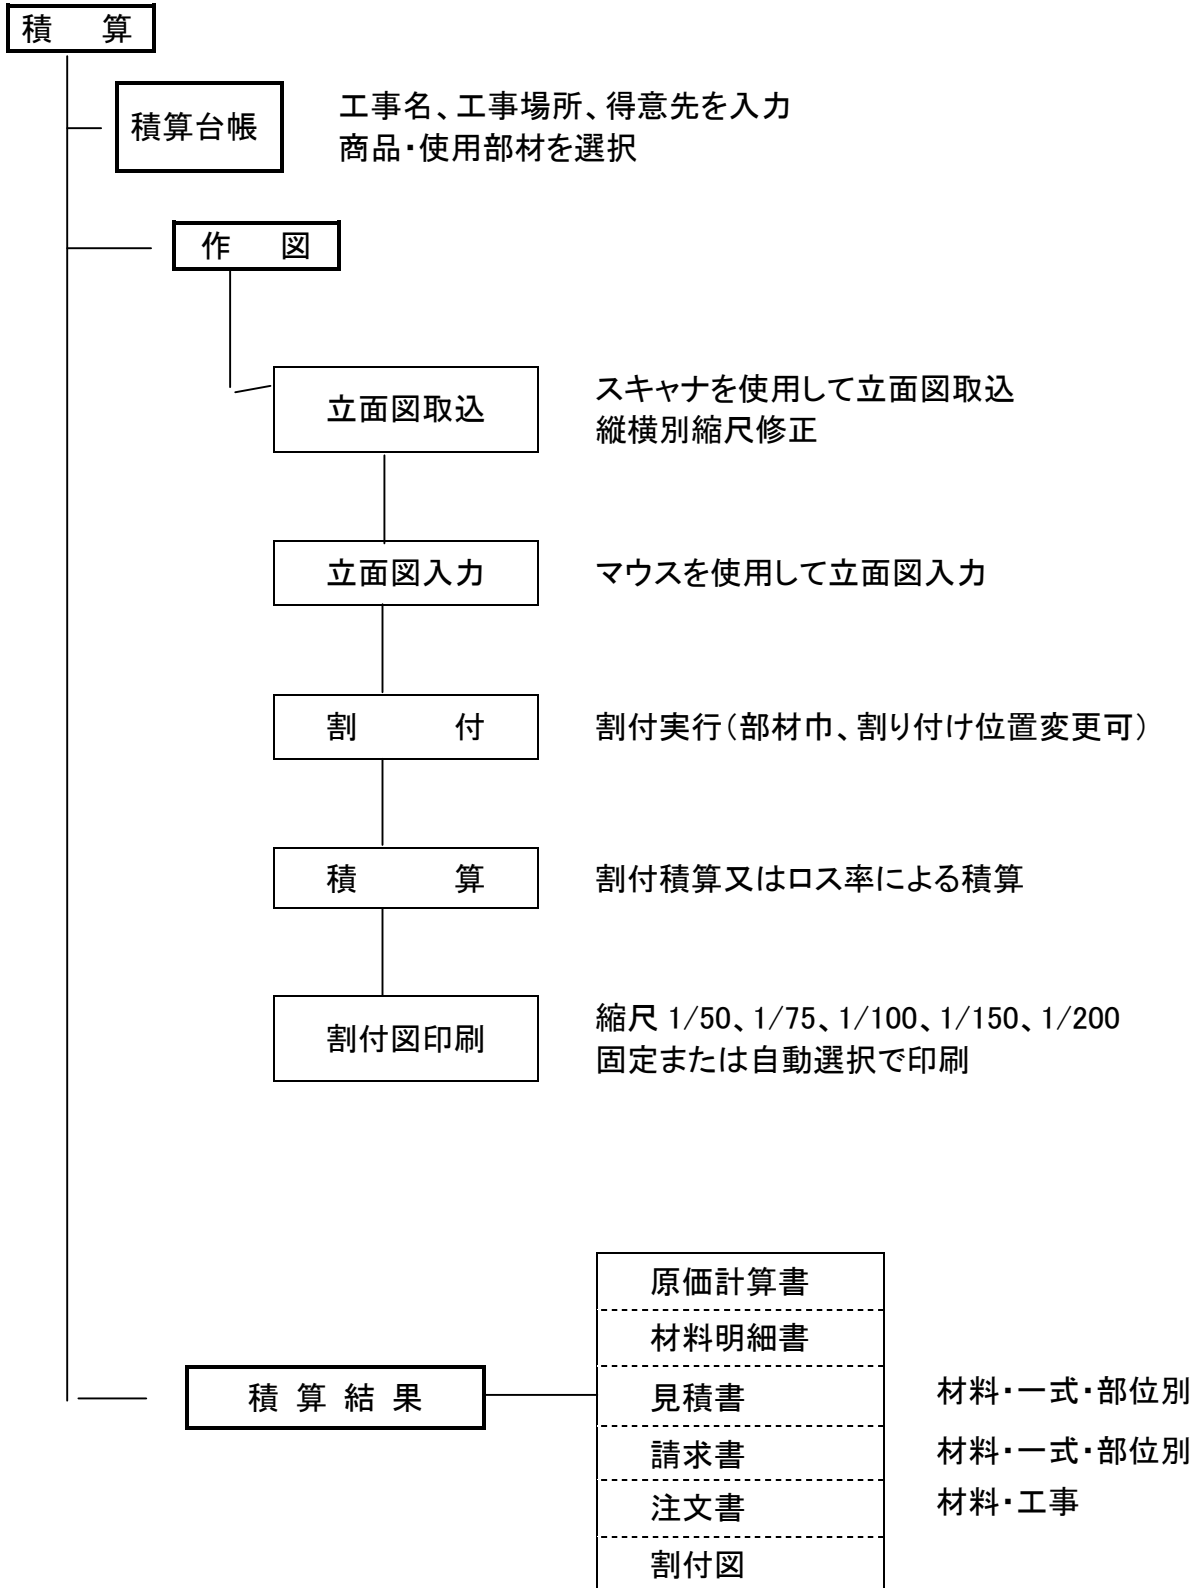 積　算
積算台帳
工事名、工事場所、得意先を入力
商品・使用部材を選択
作　図
立面図取込
スキャナを使用して立面図取込
縦横別縮尺修正
立面図入力
マウスを使用して立面図入力
割　付
割付実行（部材巾、割り付け位置変更可）
積　算
割付積算又はロス率による積算
割付図印刷
縮尺 1/50、1/75、1/100、1/150、1/200
固定または自動選択で印刷
原価計算書
材料明細書
積 算 結 果
見積書
材料・一式・部位別
請求書
材料・一式・部位別
注文書
材料・工事
割付図